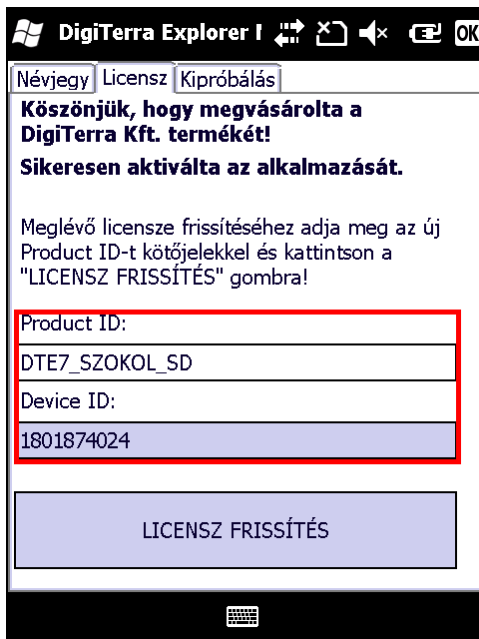 DigiTerra Explorer
OK
Névjegy Licensz Kipróbálás
Köszönjük, hogy megvásárolta a
DigiTerra Kft. termékét!
Sikeresen aktiválta az alkalmazását.
Meglévő licensze frissítéséhez adja meg az új
Product ID-t kötőjelekkel és kattintson a
"LICENSZ FRISSÍTÉS" gombra!
Product ID:
DTE7_SZOKOL_SD
Device ID:
1801874024
LICENSZ FRISSÍTÉS